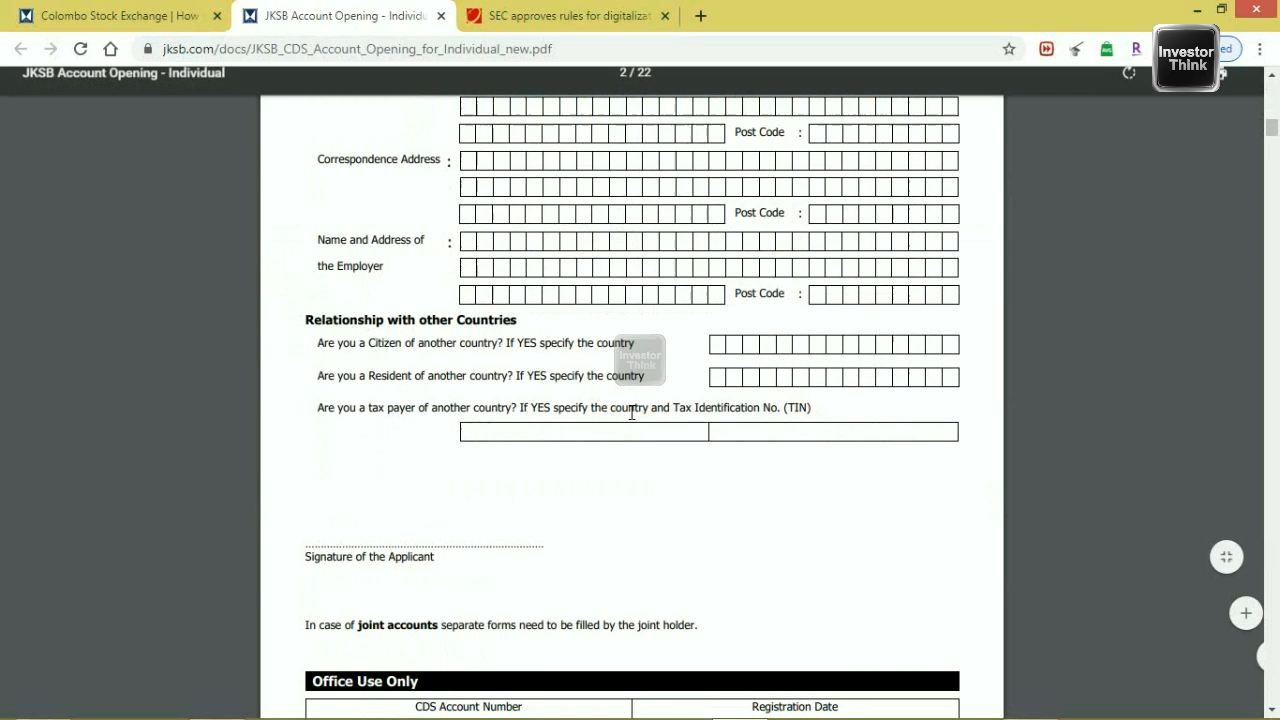 Colombo Stock Exchange | How
JKSB Account Opening - Individu
SEC approves rules for digitalizat
jksb.com/docs/JKSB_CDS_Account_Opening_for_Individual_new.pdf
R
ed
Investor
Think
JKSB Account Opening - Individual
2 / 22
Post Code :
Correspondence Address :
Post Code :
Name and Address of :
the Employer
Post Code :
Relationship with other Countries
Are you a Citizen of another country? If YES specify the country
Investor
Think
Are you a Resident of another country? If YES specify the country
Are you a tax payer of another country? If YES specify the country and Tax Identification No. (TIN)
Signature of the Applicant
In case of joint accounts separate forms need to be filled by the joint holder.
Office Use Only
CDS Account Number
Registration Date